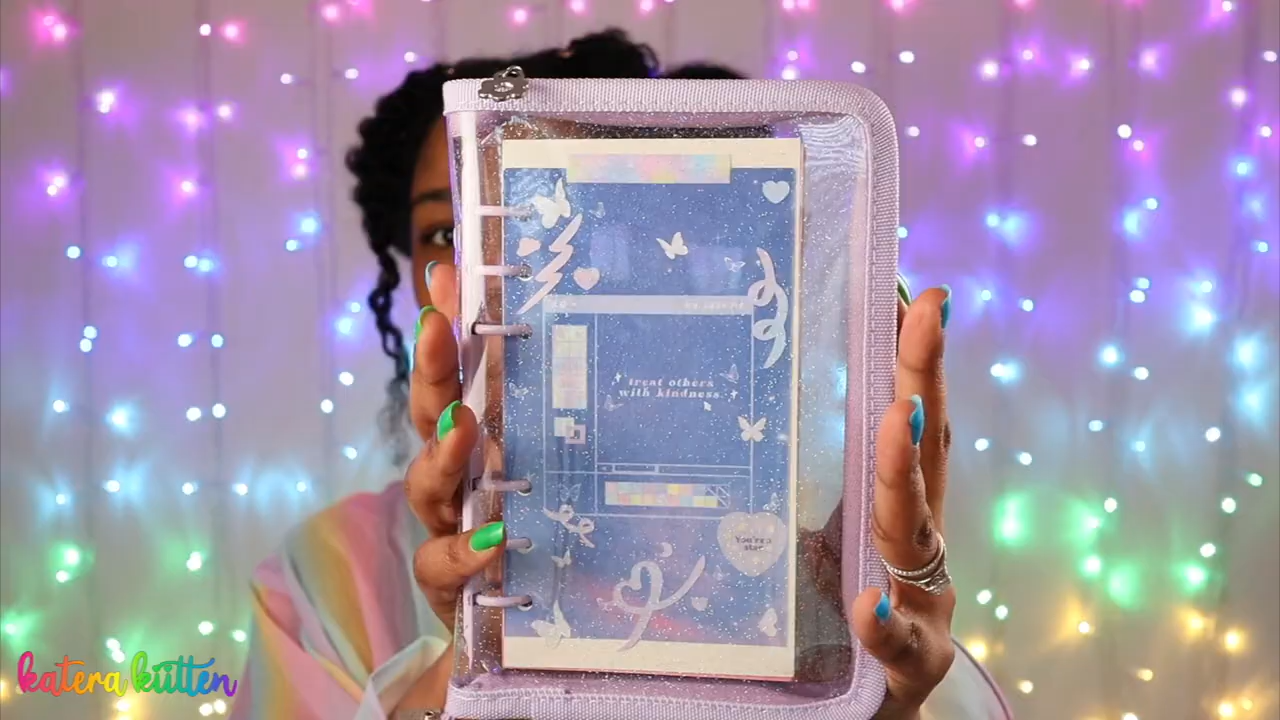 treat others
with kindness
You're a
star
katera kutten